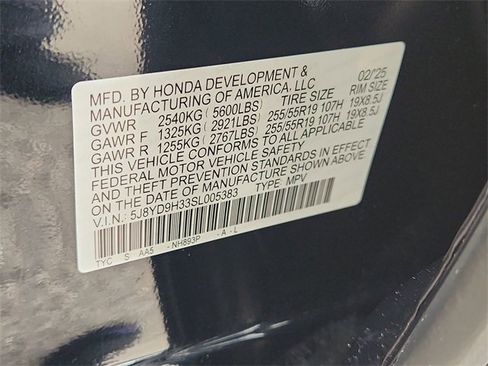 MFD. BY HONDA DEVELOPMENT & 02/'25
MANUFACTURING OF AMERICA, LLC
TIRE SIZE RIM SIZE
GVWR 2540KG ( 5600LBS)
GAWR F 1325KG ( 2921LBS) 255/55R19 107H 19X8.5J
GAWR R 1255KG ( 2767LBS) 255/55R19 107H 19X8.5J
THIS VEHICLE CONFORMS TO ALL APPLICABLE
FEDERAL MOTOR VEHICLE SAFETY
AND THEFT PREVENTION STANDARDS IN EFFECT
ON THE DATE OF MANUFACTURE SHOWN ABOVE.
V.I.N.: 5J8YD9H33SL005383 TYPE: MPV
TYC S AA5 - NH893P - A - L